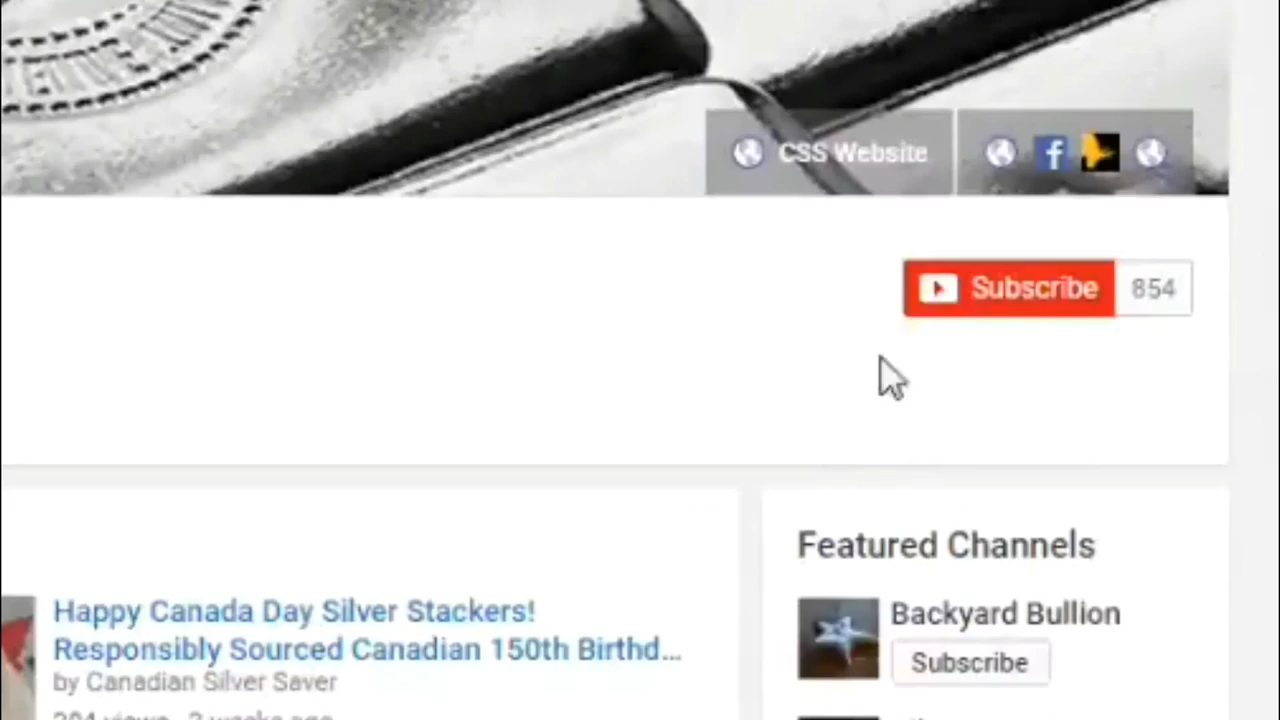 CSS Website
Subscribe 854
Featured Channels
Happy Canada Day Silver Stackers!
Responsibly Sourced Canadian 150th Birthd...
by Canadian Silver Saver
Backyard Bullion
Subscribe